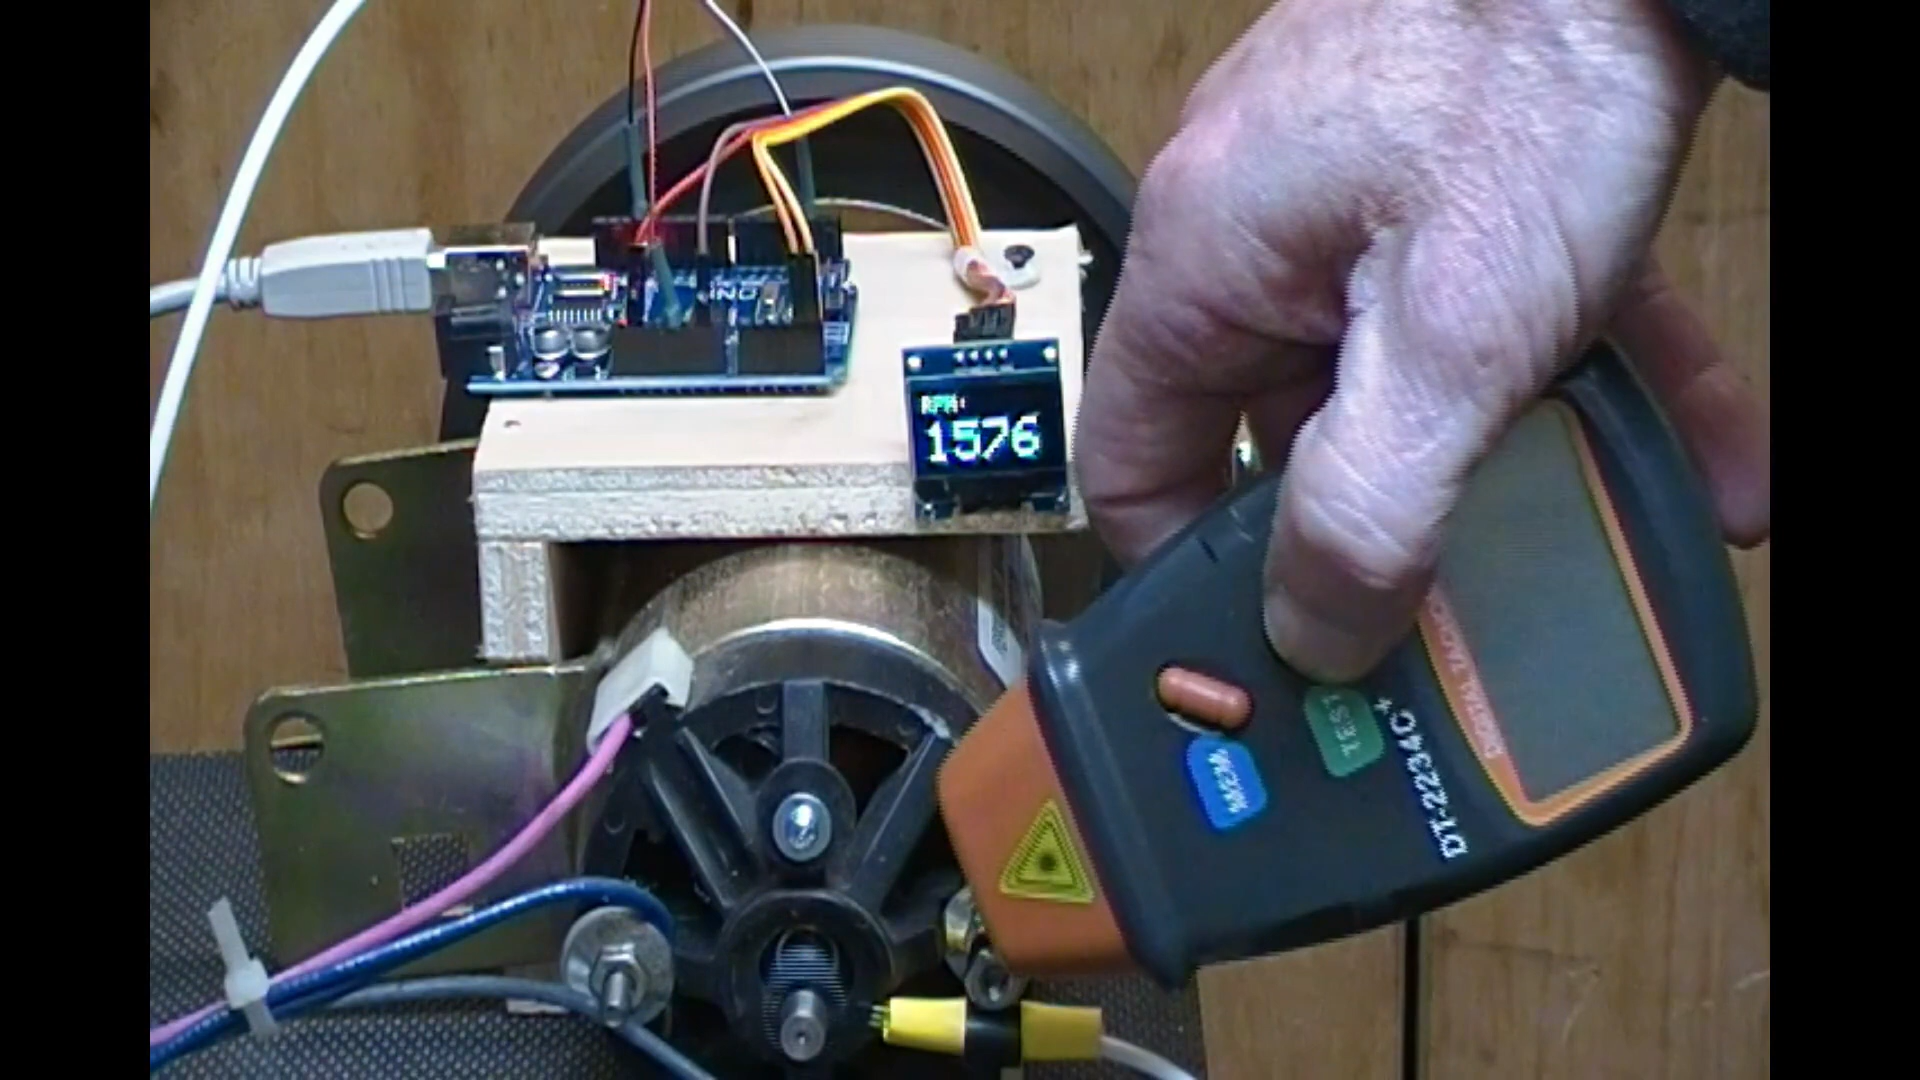 UNO
RPM:
1576
TEST
MEM
DT-2234C+
DIGITAL TACHO